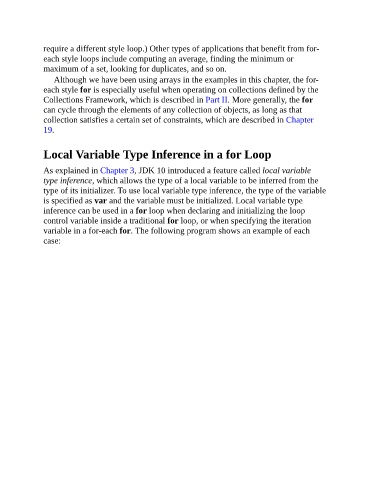 require a different style loop.) Other types of applications that benefit from for-
each style loops include computing an average, finding the minimum or
maximum of a set, looking for duplicates, and so on.
Although we have been using arrays in the examples in this chapter, the for-
each style for is especially useful when operating on collections defined by the
Collections Framework, which is described in Part II. More generally, the for
can cycle through the elements of any collection of objects, as long as that
collection satisfies a certain set of constraints, which are described in Chapter
19.
Local Variable Type Inference in a for Loop
As explained in Chapter 3, JDK 10 introduced a feature called local variable
type inference, which allows the type of a local variable to be inferred from the
type of its initializer. To use local variable type inference, the type of the variable
is specified as var and the variable must be initialized. Local variable type
inference can be used in a for loop when declaring and initializing the loop
control variable inside a traditional for loop, or when specifying the iteration
variable in a for-each for. The following program shows an example of each
case: